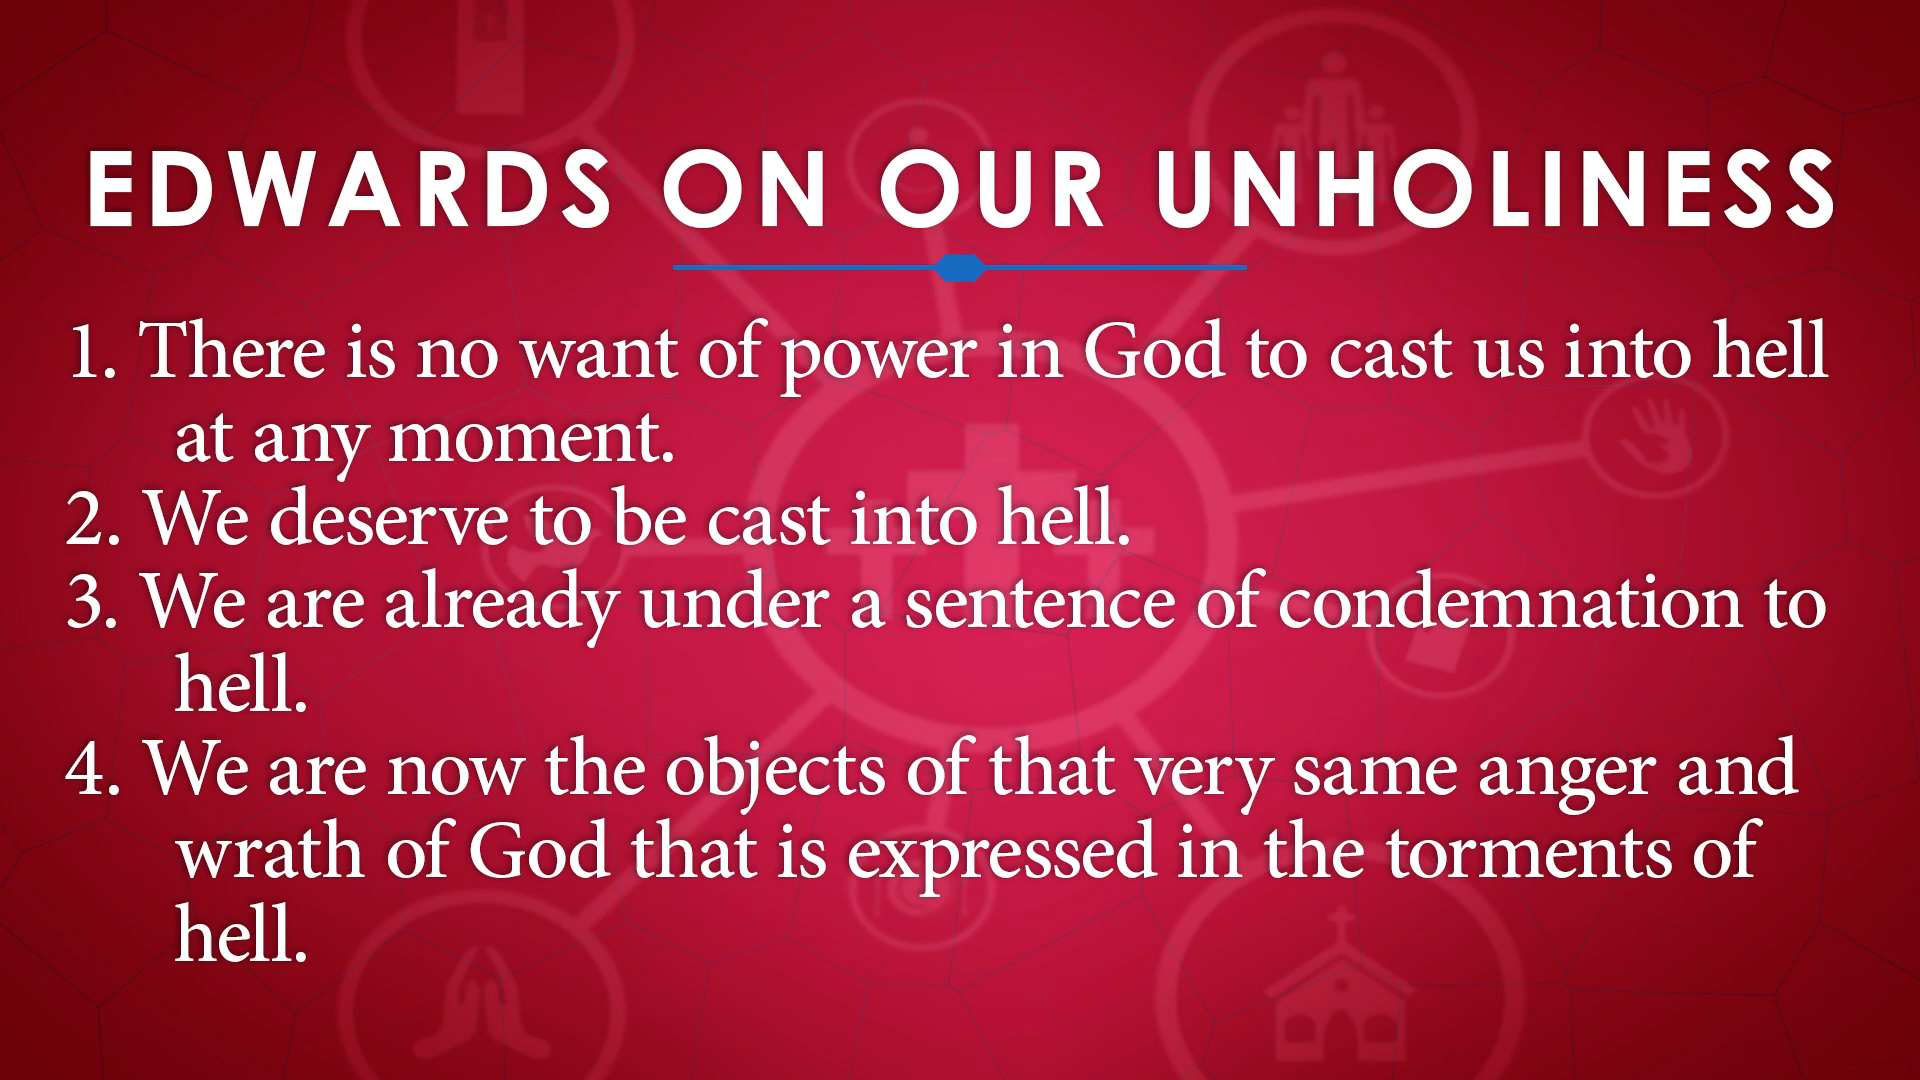 EDWARDS ON OUR UNHOLINESS
1. There is no want of power in God to cast us into hell
at any moment.
2. We deserve to be cast into hell.
3. We are already under a sentence of condemnation to
hell.
4. We are now the objects of that very same anger and
wrath of God that is expressed in the torments of
hell.